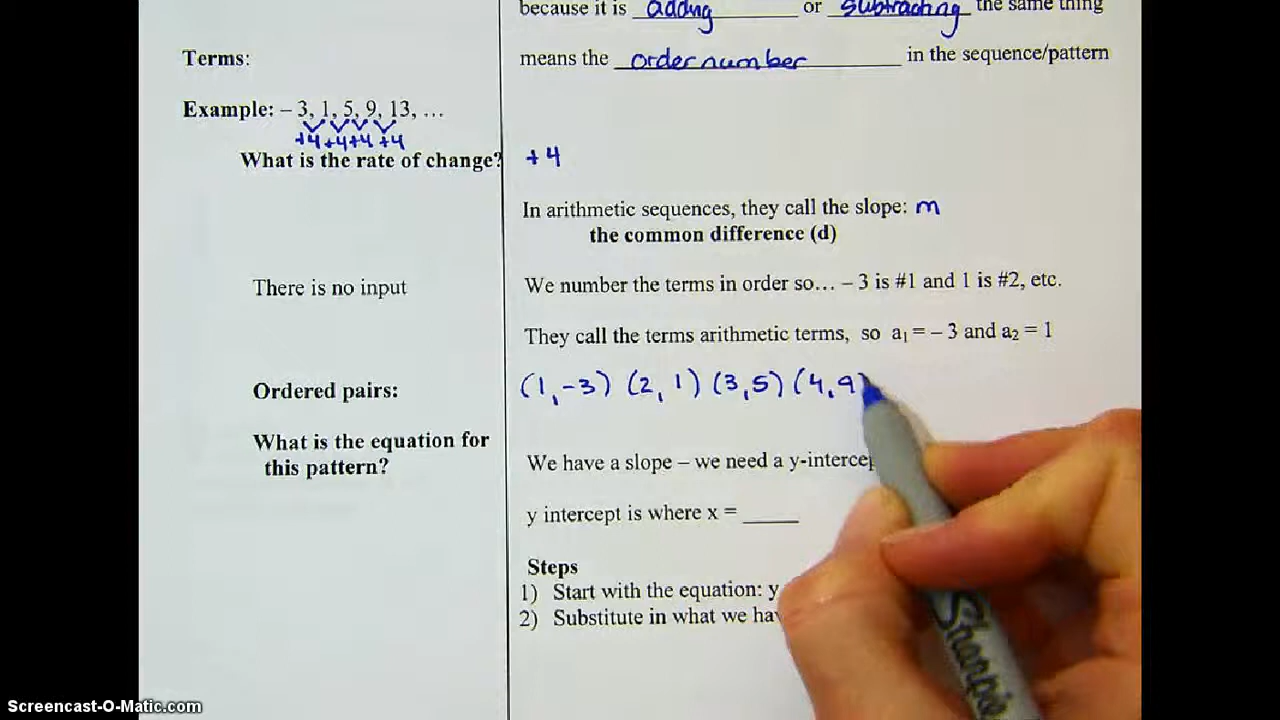 because it is adding or subtracting the same thing
Terms: means the order number in the sequence/pattern
Example: – 3, 1, 5, 9, 13, …
+4 +4 +4 +4
What is the rate of change? +4
In arithmetic sequences, they call the slope: m
the common difference (d)
There is no input We number the terms in order so… – 3 is #1 and 1 is #2, etc.
They call the terms arithmetic terms, so a₁ = – 3 and a₂ = 1
Ordered pairs: (1, -3) (2, 1) (3, 5) (4, 9)
What is the equation for
this pattern? We have a slope – we need a y-intercep
y intercept is where x = _____
Steps
1) Start with the equation: y
2) Substitute in what we hav
Sharpie
Screencast-O-Matic.com